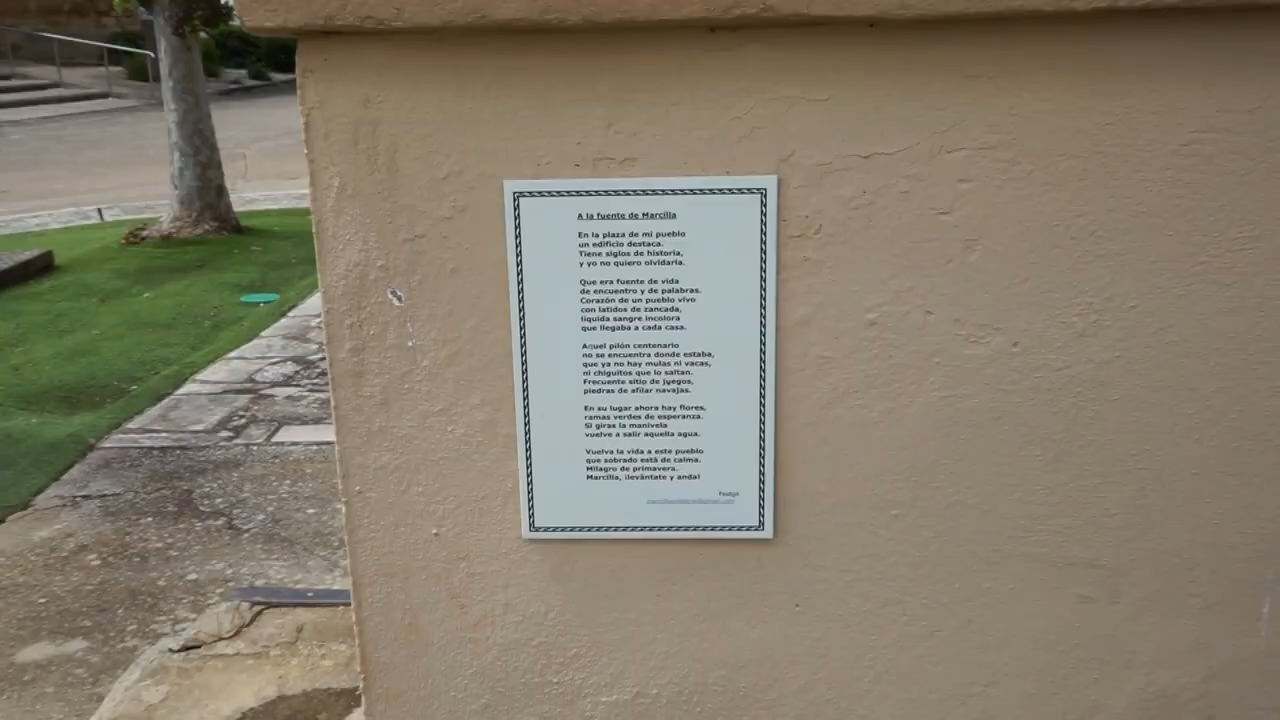 A la fuente de Marcilla
En la plaza de mi pueblo
un edificio destaca.
Tiene siglos de historia,
y yo no quiero olvidarla.
Que era fuente de vida
de encuentro y de palabras.
Corazón de un pueblo vivo
con latidos de zancada,
líquida sangre incolora
que llegaba a cada casa.
Aquel pilón centenario
no se encuentra donde estaba,
que ya no hay mulas ni vacas,
ni chiguitos que lo saltan.
Frecuente sitio de juegos,
piedras de afilar navajas.
En su lugar ahora hay flores,
ramas verdes de esperanza.
Si giras la manivela
vuelve a salir aquella agua.
Vuelva la vida a este pueblo
que sobrado está de calma.
Milagro de primavera.
Marcilla, ¡levántate y anda!